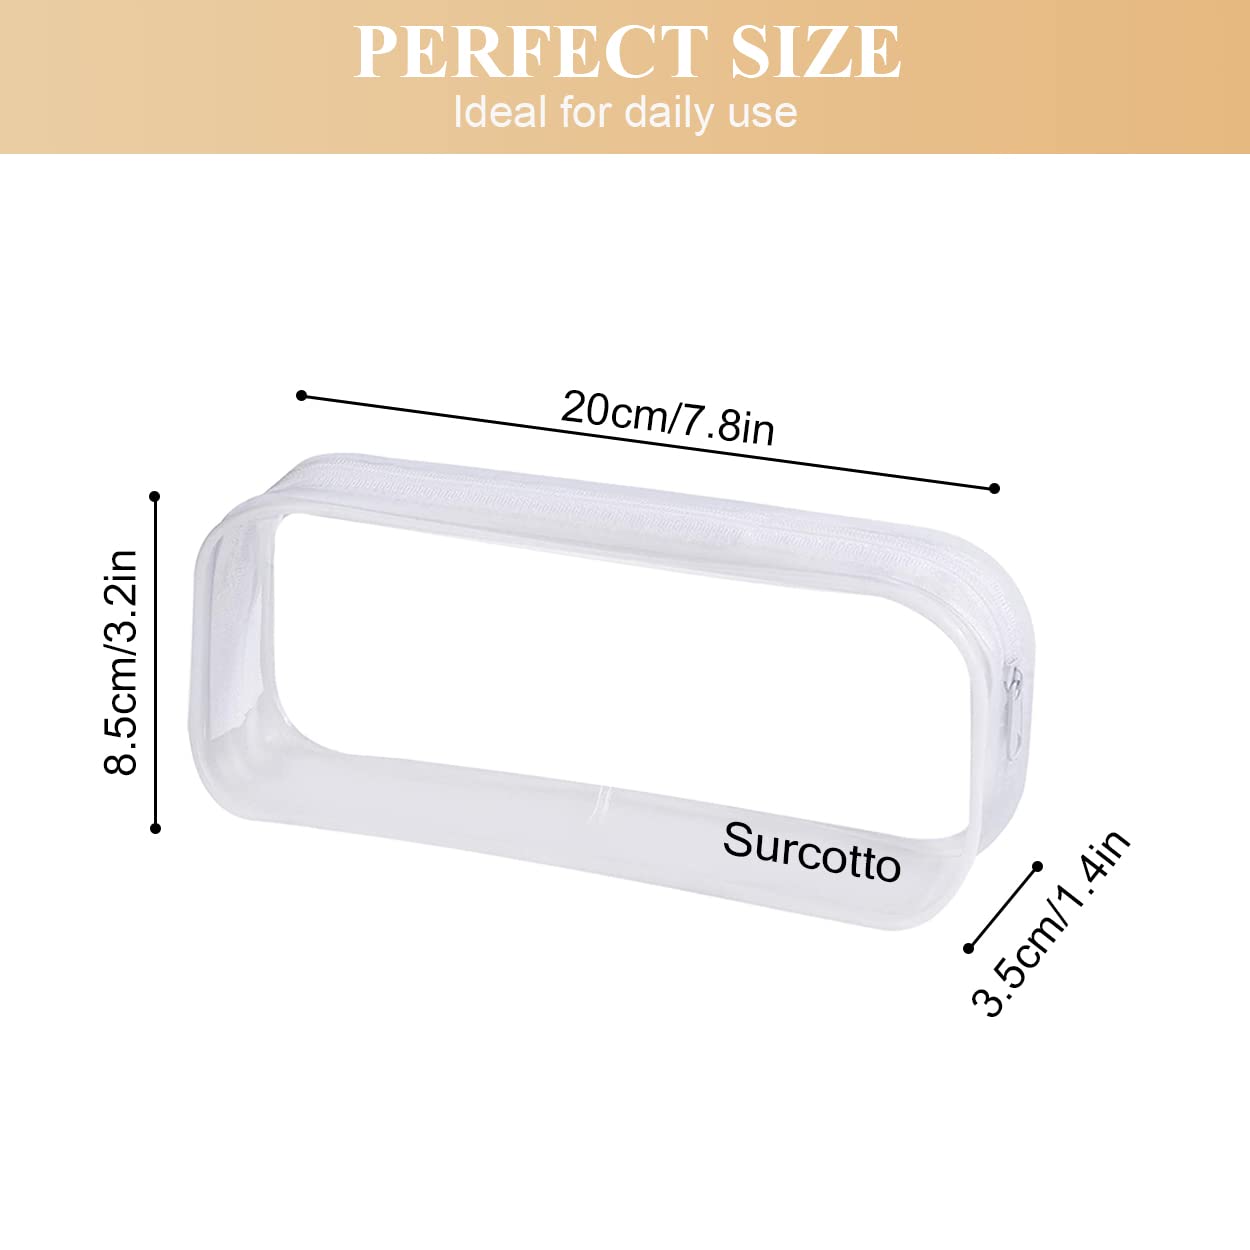 PERFECT SIZE
Ideal for daily use
20cm/7.8in
8.5cm/3.2in
Surcotto
3.5cm/1.4in